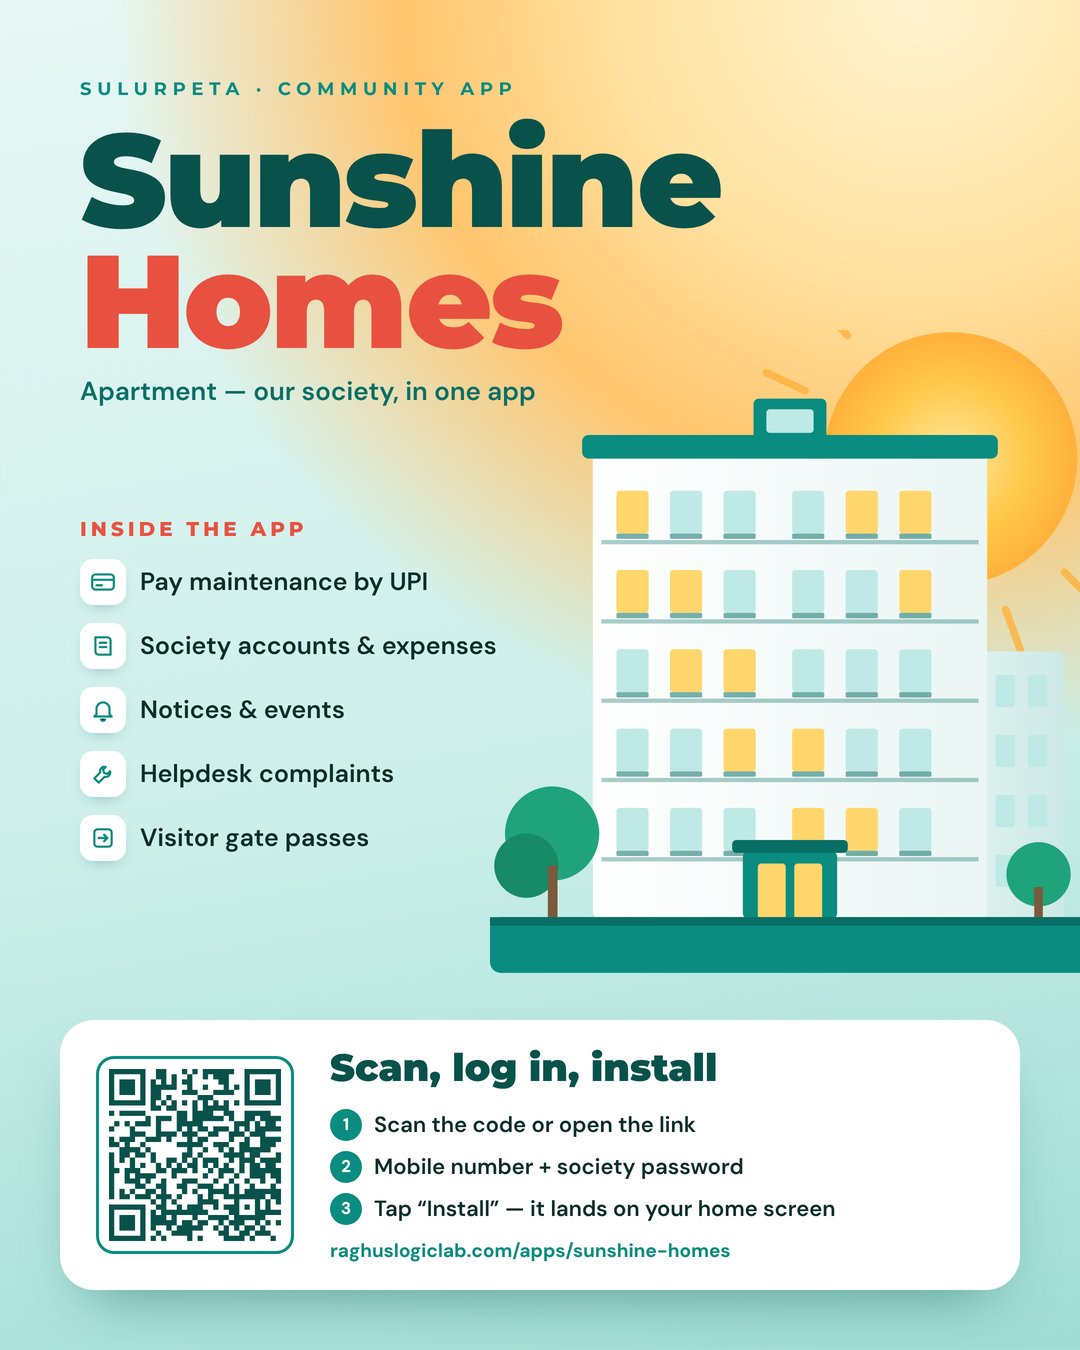 SULURPETA · COMMUNITY APP
Sunshine
Homes
Apartment — our society, in one app
INSIDE THE APP
Pay maintenance by UPI
Society accounts & expenses
Notices & events
Helpdesk complaints
Visitor gate passes
Scan, log in, install
1 Scan the code or open the link
2 Mobile number + society password
3 Tap “Install” — it lands on your home screen
raghuslogiclab.com/apps/sunshine-homes